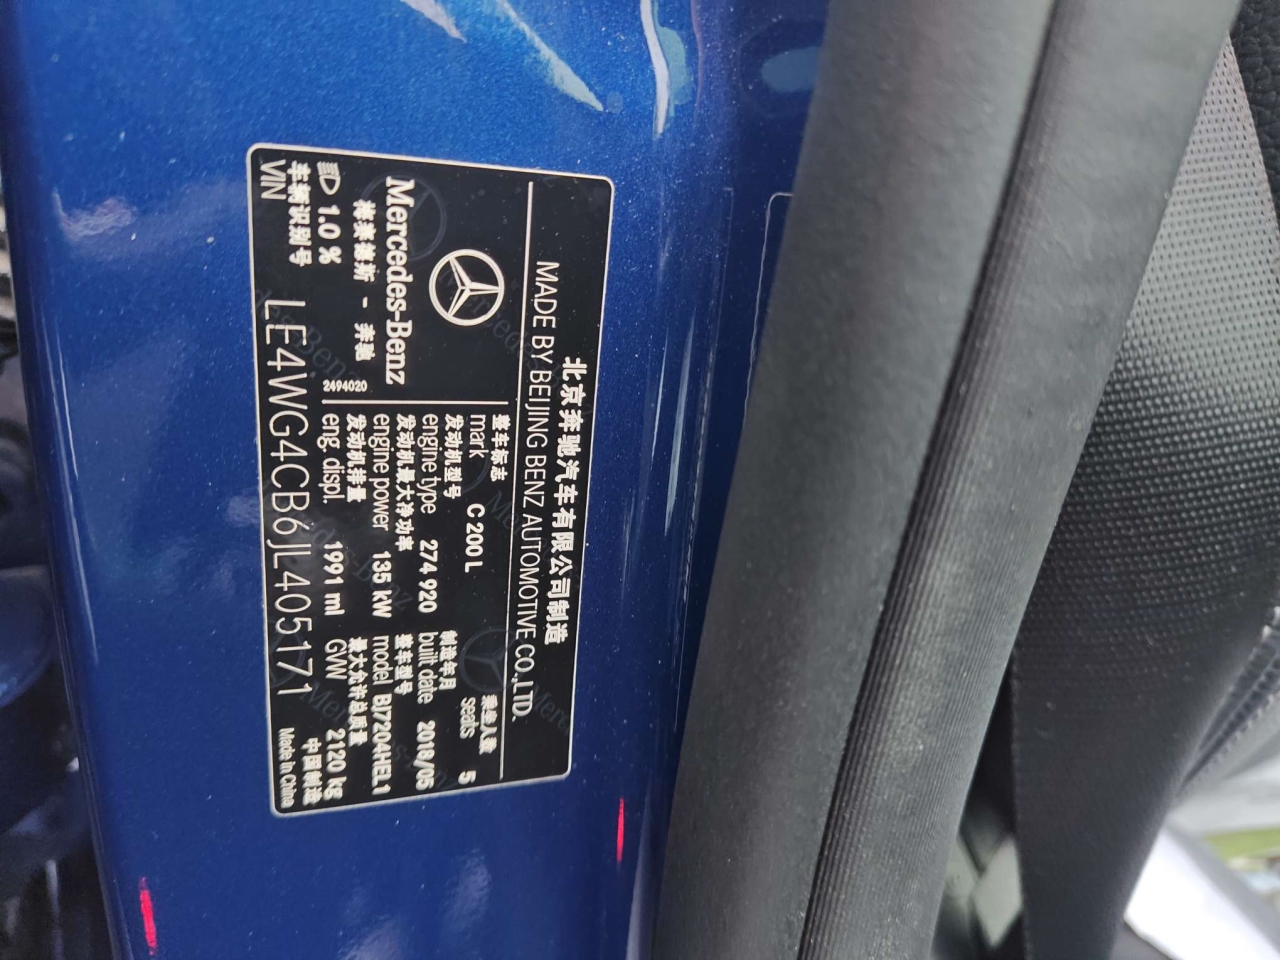 北京奔驰汽车有限公司制造
MADE BY BEIJING BENZ AUTOMOTIVE CO.,LTD.
Mercedes-Benz
梅赛德斯 - 奔驰
2494020
整车标志
mark C 200 L
发动机型号
engine type 274 920
发动机最大净功率
engine power 135 kW
发动机排量
eng. displ. 1991 ml
乘坐人数
seats 5
制造年月
built date 2018/05
整车型号
model BJ7204HEL1
最大允许总质量
GVW 2120 kg
1.0 %
中国制造
Made in China
车辆识别号
VIN LE4WG4CB6JL405171